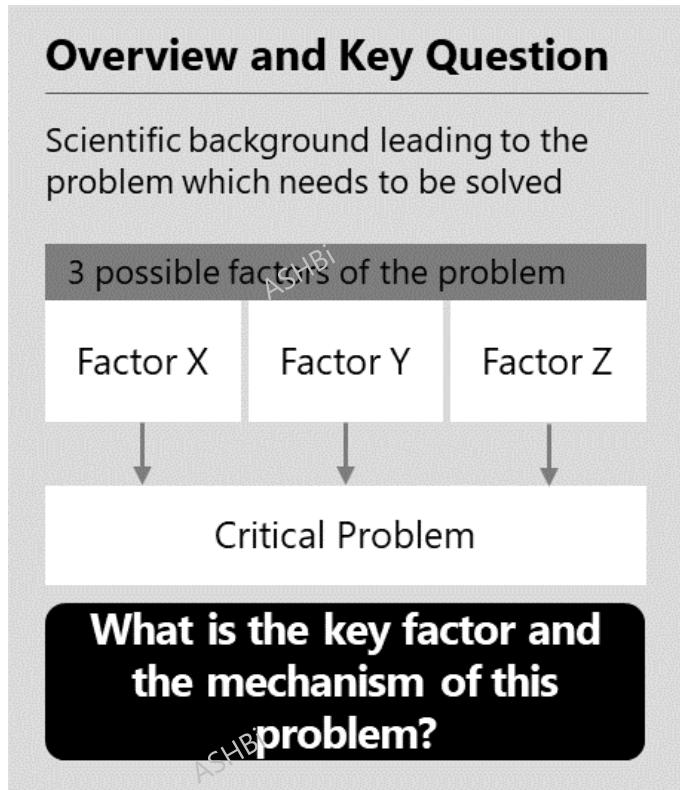 Overview and Key Question
Scientific background leading to the
problem which needs to be solved
3 possible factors of the problem
ASHBi
Factor X
Factor Y
Factor Z
Critical Problem
What is the key factor and
the mechanism of this
problem?
ASHBi